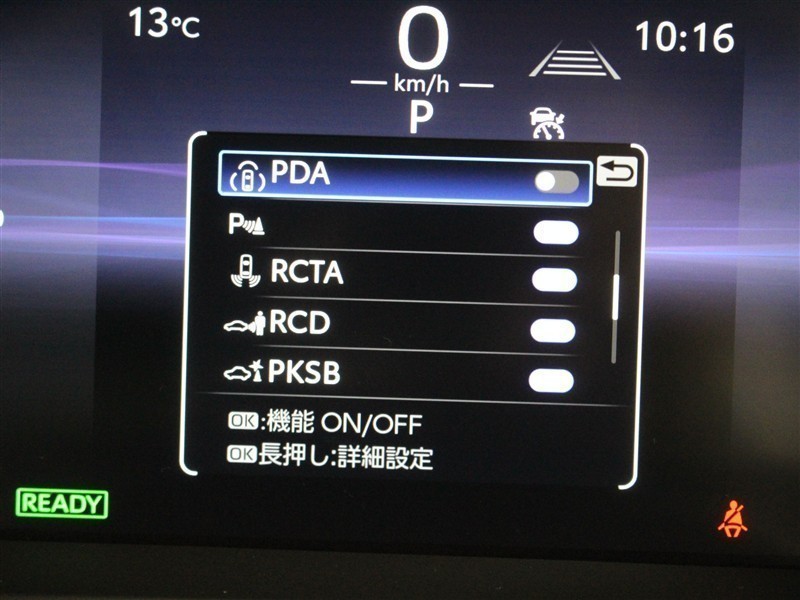 13℃
0
10:16
km/h
P
PDA
P
RCTA
RCD
PKSB
OK:機能 ON/OFF
OK長押し:詳細設定
READY